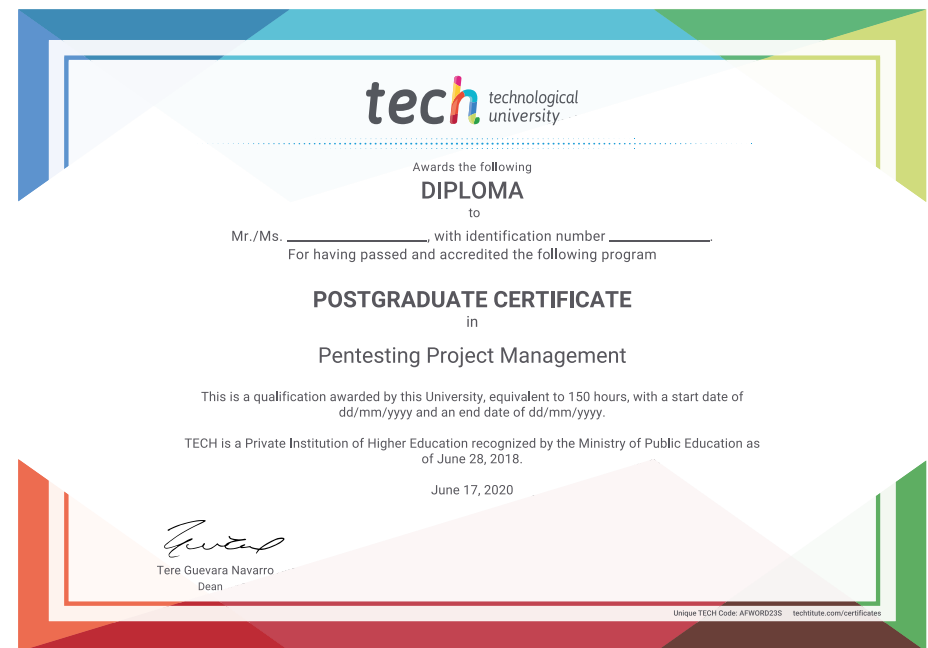 tech technological
university
Awards the following
DIPLOMA
to
Mr./Ms. ____________________, with identification number ______________.
For having passed and accredited the following program
POSTGRADUATE CERTIFICATE
in
Pentesting Project Management
This is a qualification awarded by this University, equivalent to 150 hours, with a start date of
dd/mm/yyyy and an end date of dd/mm/yyyy.
TECH is a Private Institution of Higher Education recognized by the Ministry of Public Education as
of June 28, 2018.
June 17, 2020
Tere Guevara Navarro
Dean
Unique TECH Code: AFWORD23S techtitute.com/certificates